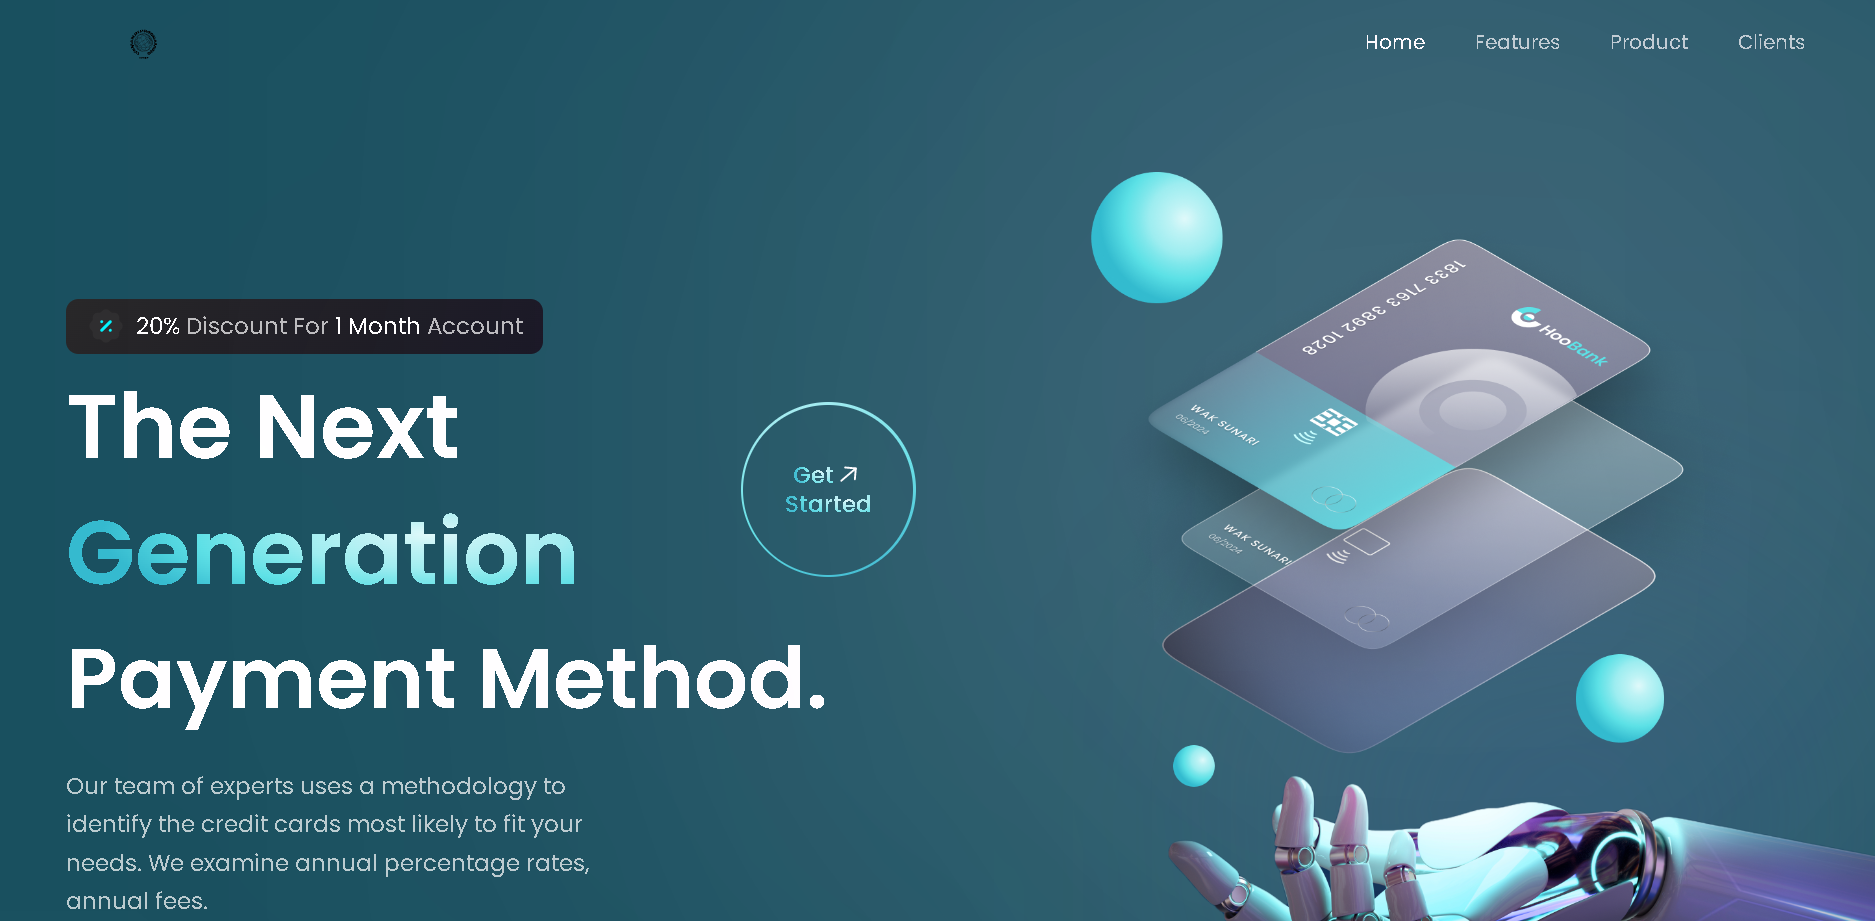 Home Features Product Clients
20% Discount For 1 Month Account
The Next
Generation
Payment Method.
Get
Started
Our team of experts uses a methodology to
identify the credit cards most likely to fit your
needs. We examine annual percentage rates,
annual fees.
1833 7163 3892 1028
HooBank
WAK SUNARI
06/2024
WAK SUNARI
06/2024